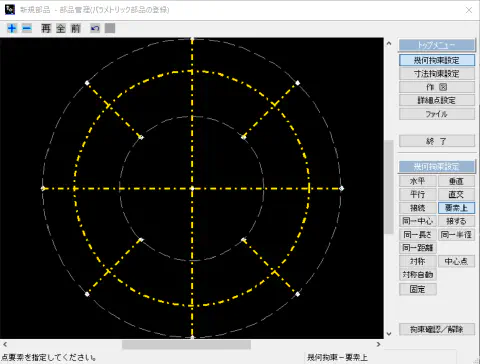 新規部品 - 部品管理(パラメトリック部品の登録)
再 全 前
トップメニュー
幾何拘束設定
寸法拘束設定
作 図
詳細点設定
ファイル
終 了
幾何拘束設定
水平 垂直
平行 直交
接続 要素上
同一中心 接する
同一長さ 同一半径
同一距離
対称 中心点
対称自動
固定
拘束確認/解除
点要素を指定してください。 幾何拘束-要素上